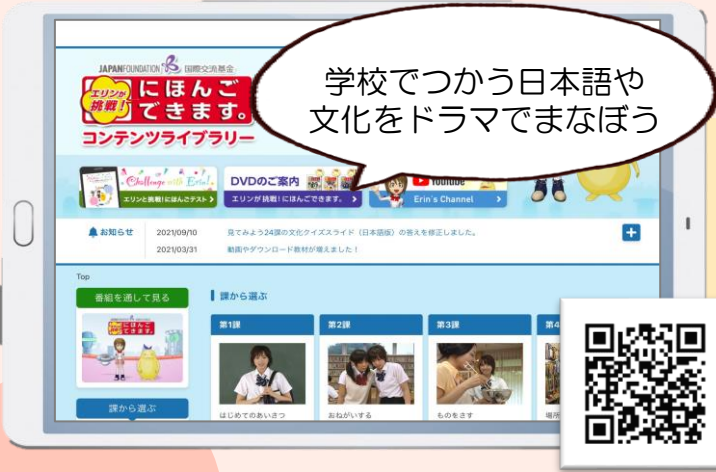 学校でつかう日本語や
文化をドラマでまなぼう
JAPANFOUNDATION 国際交流基金
エリンが
挑戦!
にほんご
できます。
コンテンツライブラリー
Challenge with Erin!
エリンと挑戦!にほんごテスト
DVDのご案内
エリンが挑戦!にほんごできます。
YouTube
Erin's Channel
お知らせ
2021/09/10 見てみよう24課の文化クイズスライド(日本語版)の答えを修正しました。
2021/03/31 動画やダウンロード教材が増えました!
Top
番組を通して見る
課から選ぶ
課から選ぶ
第1課
はじめてのあいさつ
第2課
おねがいする
第3課
ものをさす
第4
場所